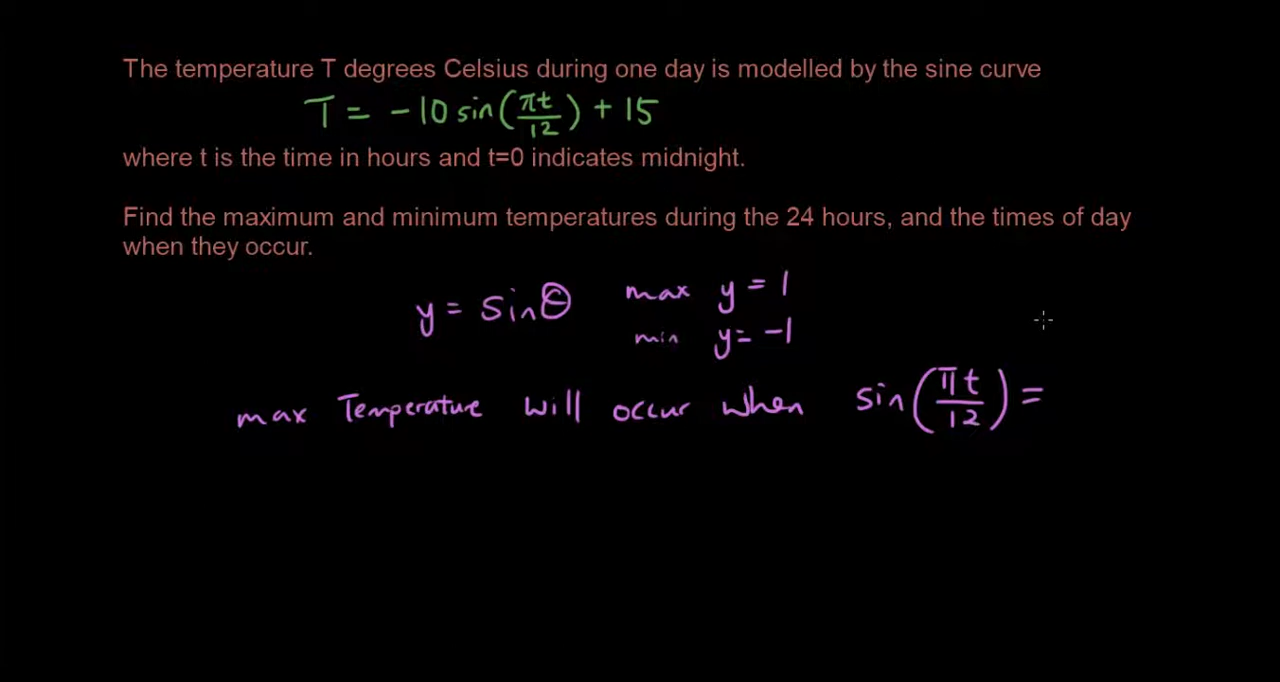 The temperature T degrees Celsius during one day is modelled by the sine curve
T = -10 sin(πt/12) + 15
where t is the time in hours and t=0 indicates midnight.
Find the maximum and minimum temperatures during the 24 hours, and the times of day
when they occur.
y = sinΘ max y = 1
min y = -1
max Temperature will occur when sin(πt/12) =